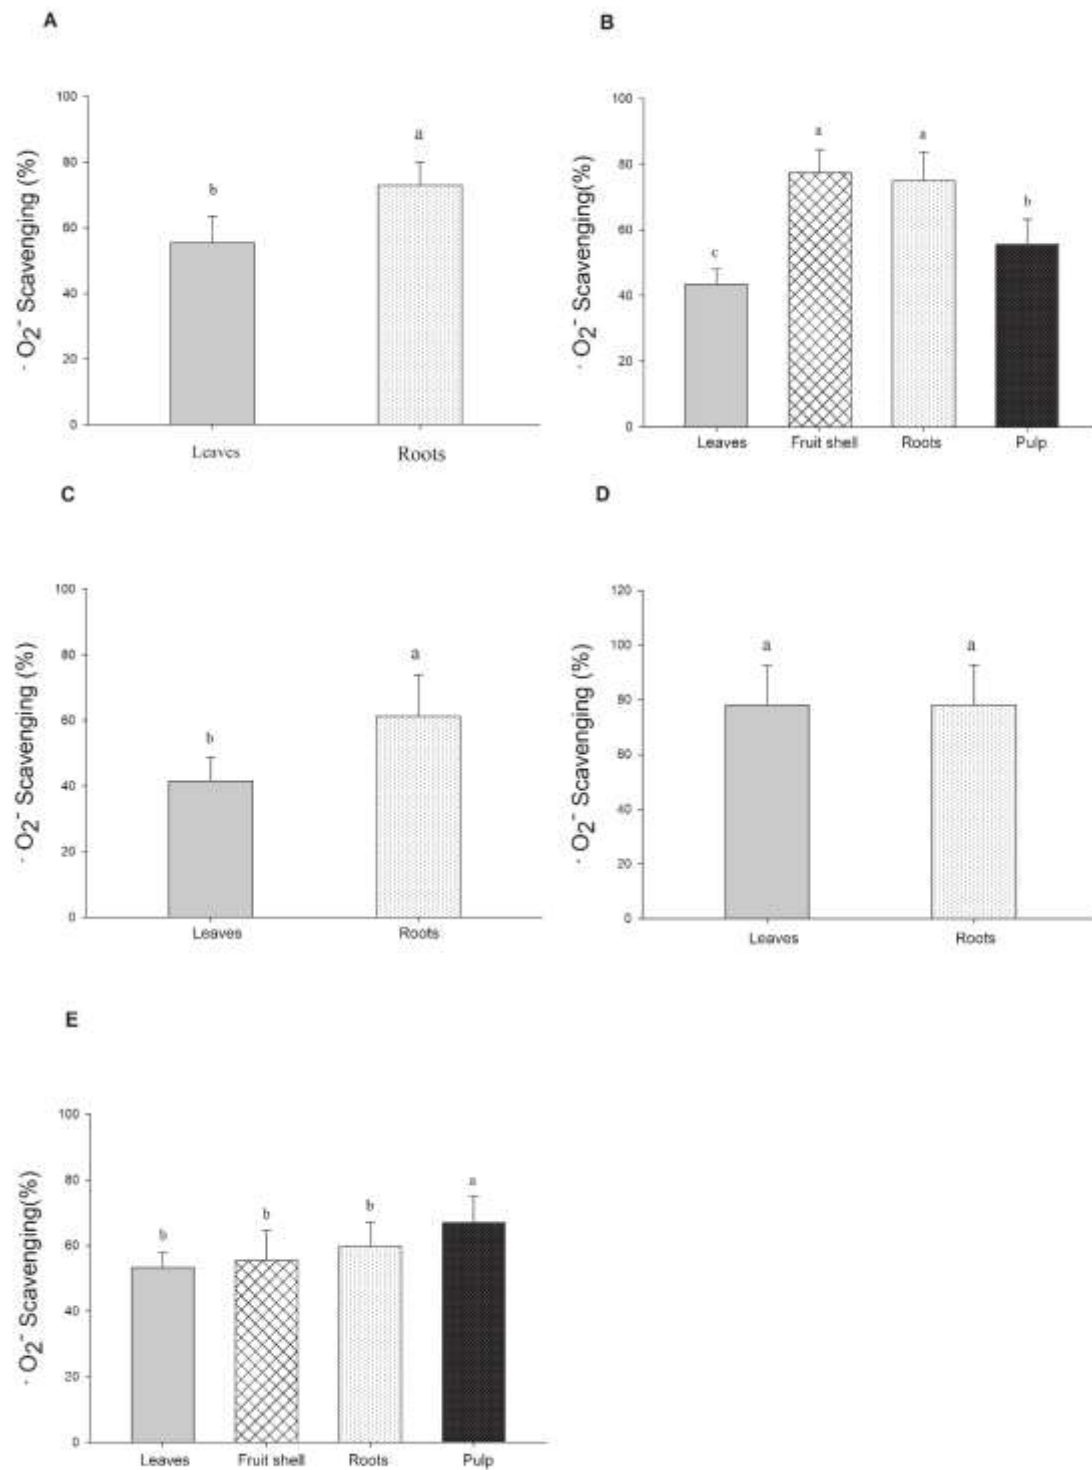 A
· O2⁻ Scavenging (%)
100
80
60
40
20
0
b
a
Leaves
Roots
B
· O2⁻ Scavenging(%)
100
80
60
40
20
0
c
a
a
b
Leaves
Fruit shell
Roots
Pulp
C
· O2⁻ Scavenging (%)
100
80
60
40
20
0
b
a
Leaves
Roots
D
· O2⁻ Scavenging (%)
120
100
80
60
40
20
0
a
a
Leaves
Roots
E
· O2⁻ Scavenging(%)
100
80
60
40
20
0
b
b
b
a
Leaves
Fruit shell
Roots
Pulp